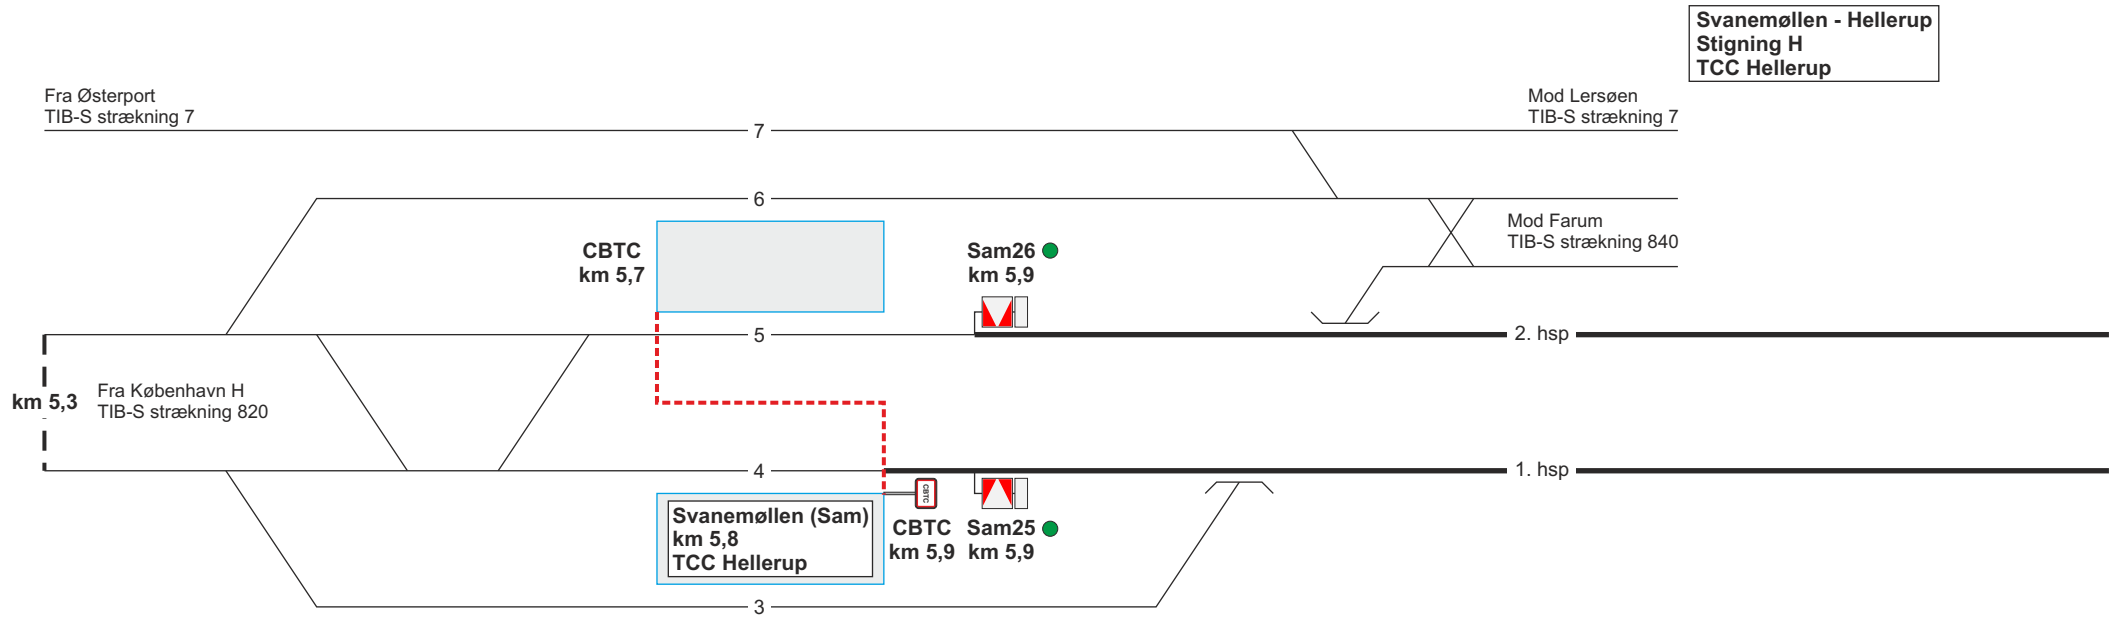 Svanemøllen - Hellerup
Stigning H
TCC Hellerup
Fra Østerport
TIB-S strækning 7
Mod Lersøen
TIB-S strækning 7
7
6
Mod Farum
TIB-S strækning 840
CBTC
km 5,7
Sam26
km 5,9
5
2. hsp
km 5,3
Fra København H
TIB-S strækning 820
4
1. hsp
CBTC
Svanemøllen (Sam)
km 5,8
TCC Hellerup
CBTC
km 5,9
Sam25
km 5,9
3